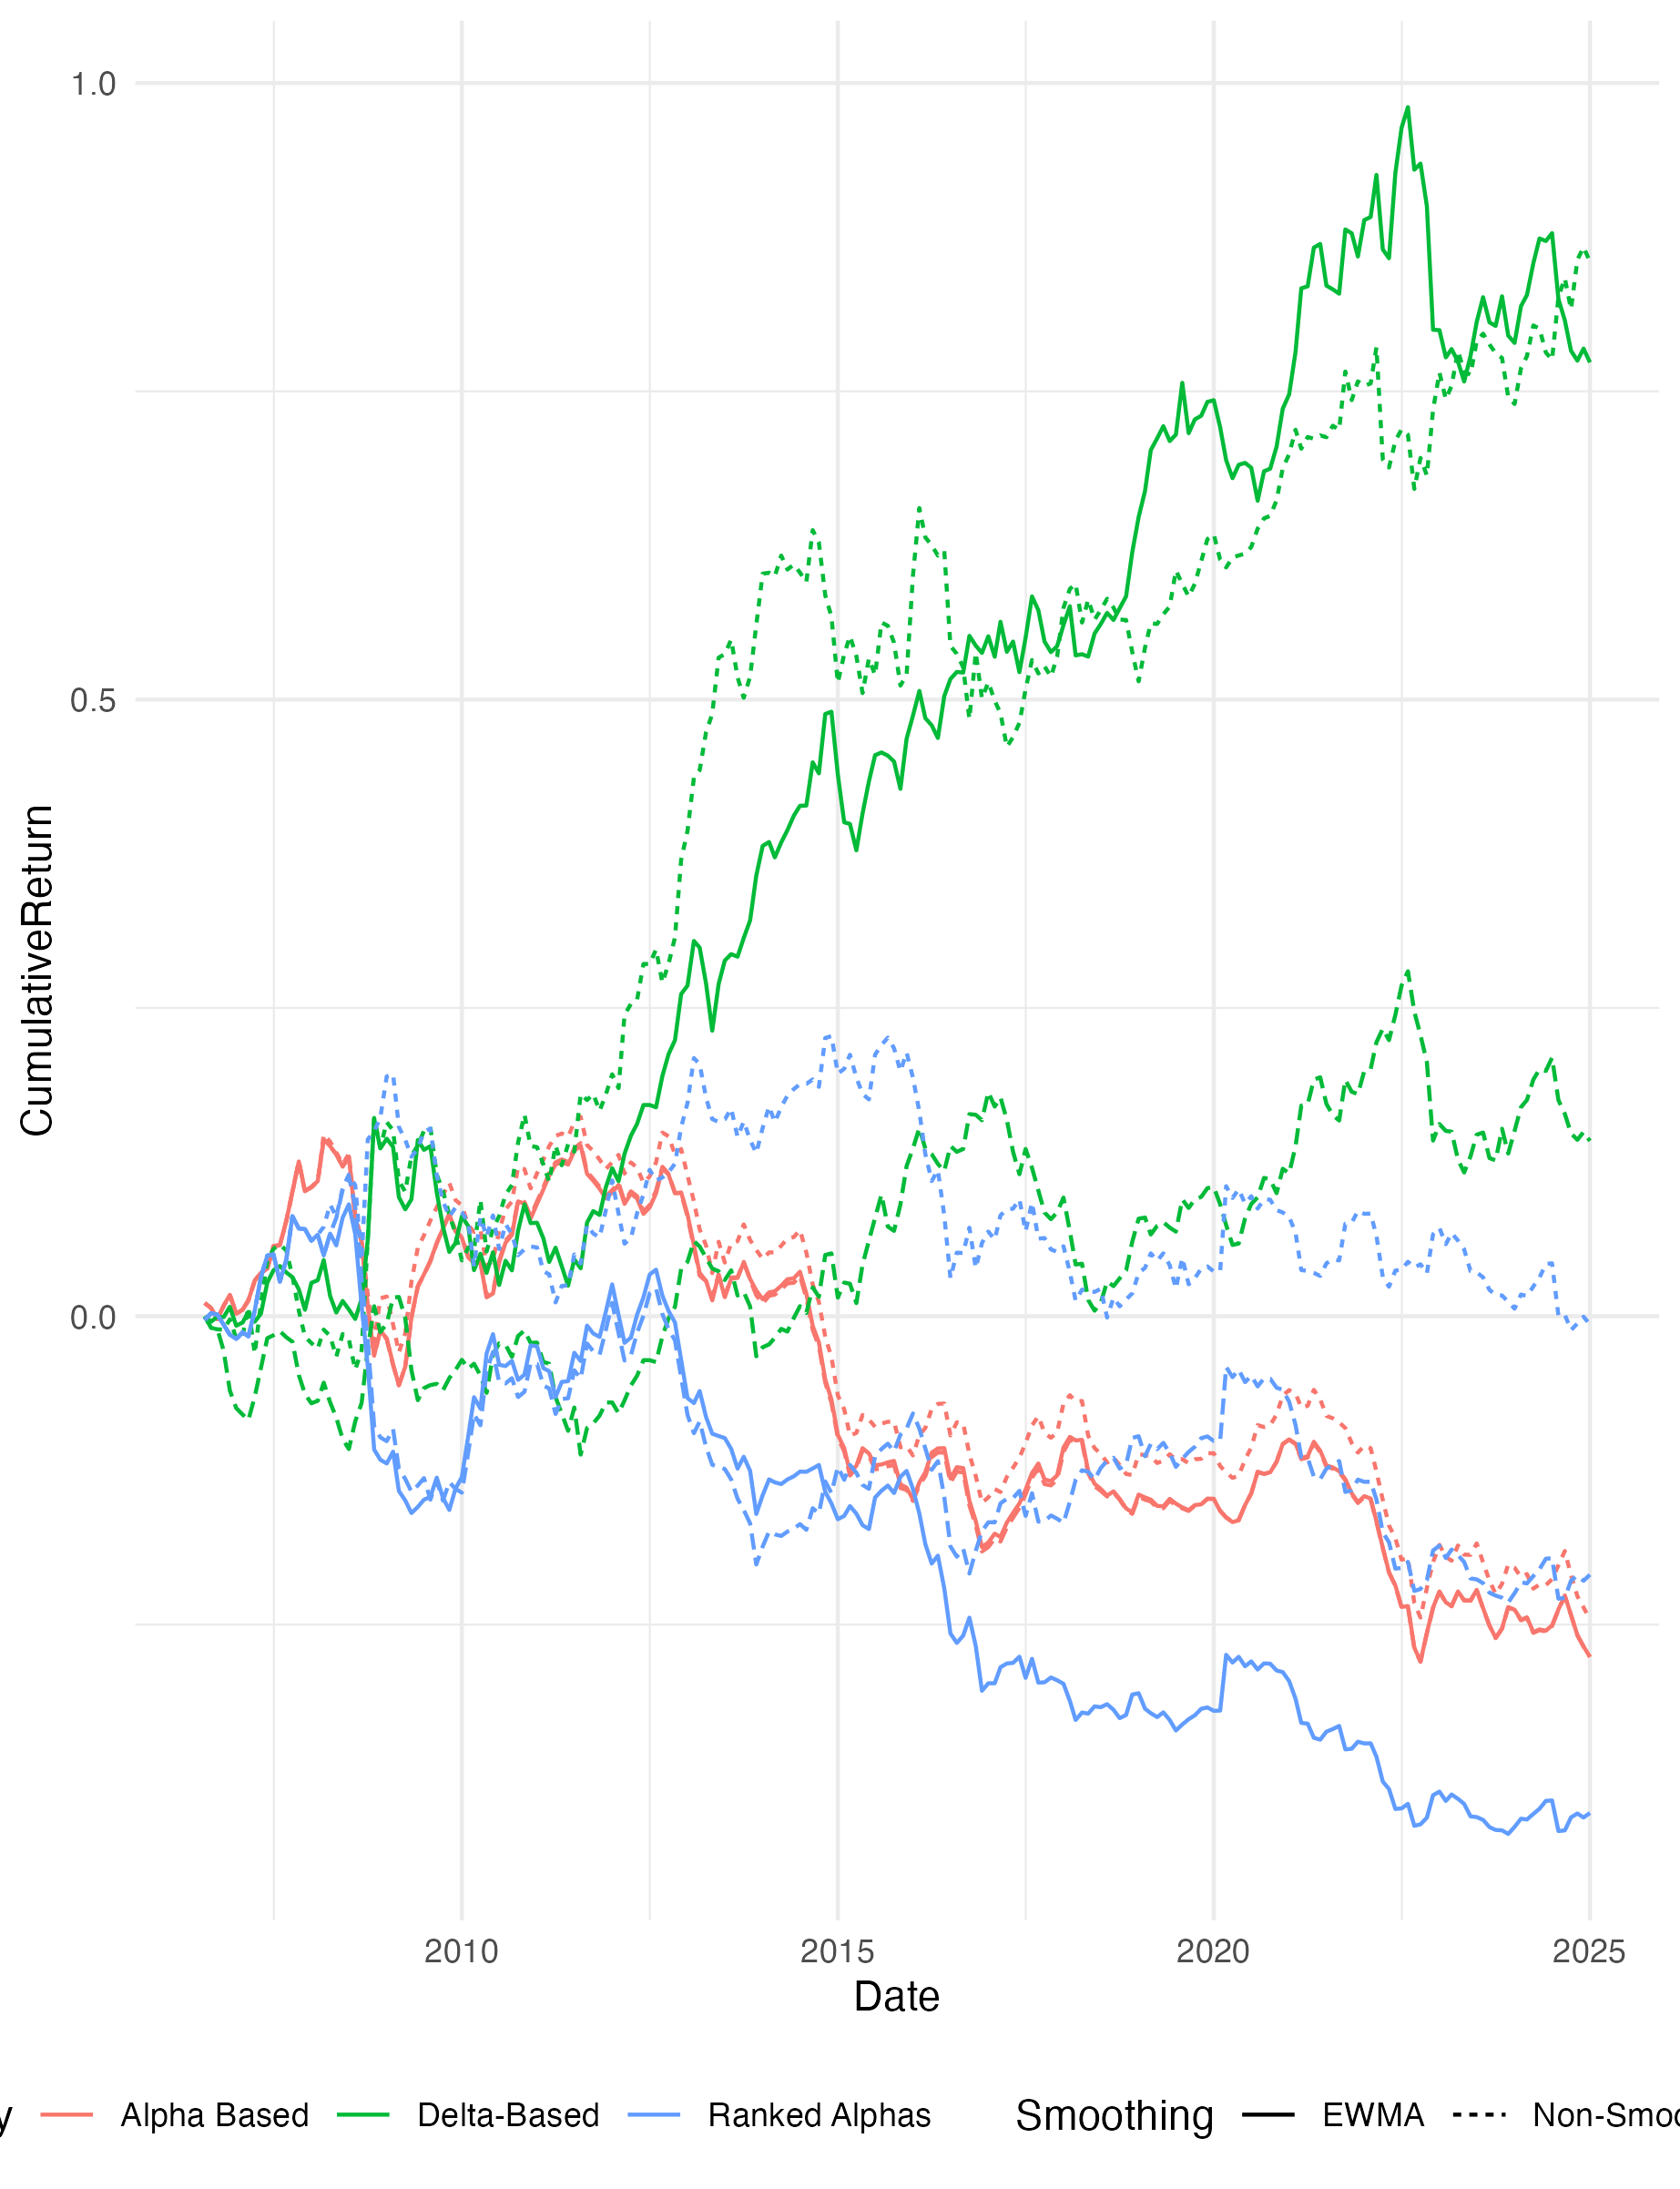 1.0
0.5
0.0
CumulativeReturn
2010 2015 2020 2025
Date
y Alpha Based Delta-Based Ranked Alphas Smoothing EWMA